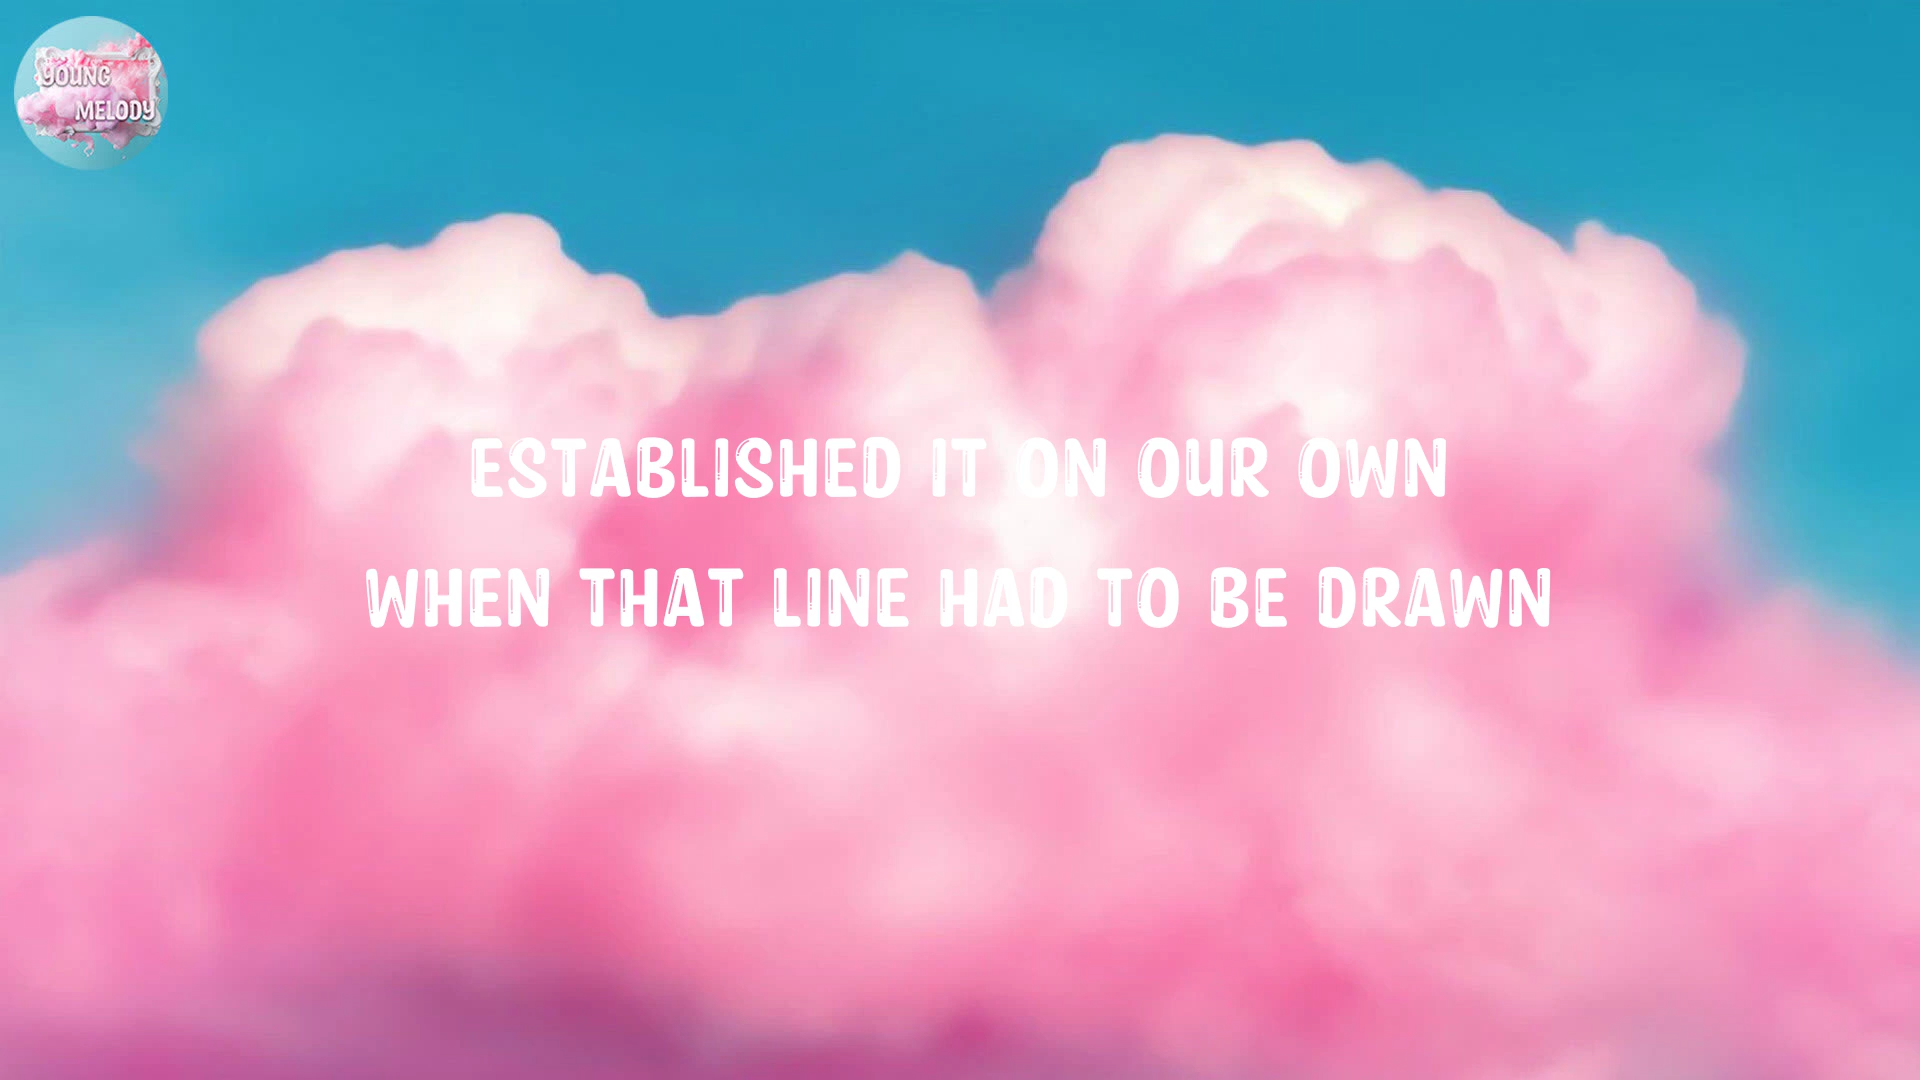 YOUNG
MELODY
ESTABLISHED IT ON OUR OWN
WHEN THAT LINE HAD TO BE DRAWN